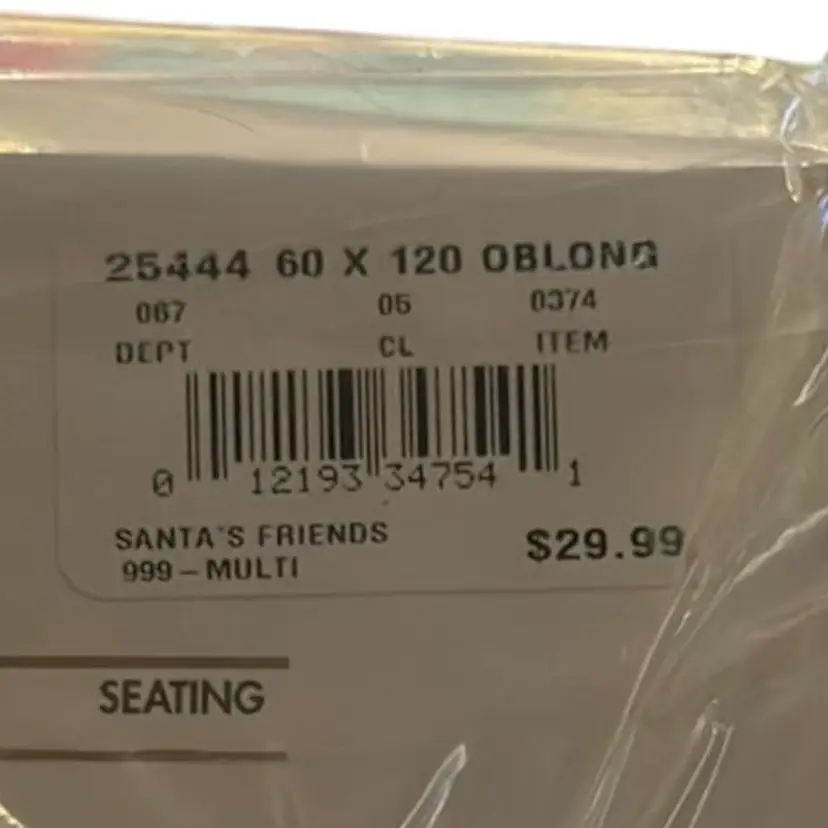 25444 60 X 120 OBLONG
067 05 0374
DEPT CL ITEM
0 12193 34754 1
SANTA'S FRIENDS $29.99
999 – MULTI
SEATING